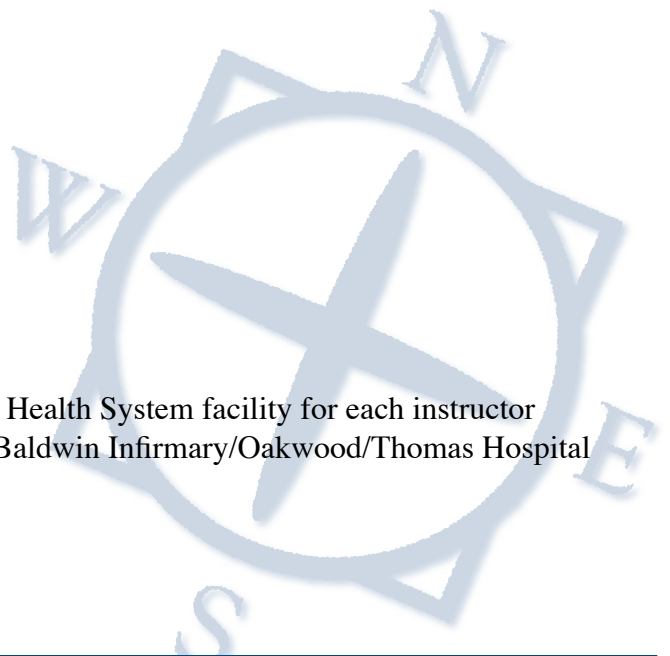 N
W
Health System facility for each instructor
Baldwin Infirmary/Oakwood/Thomas Hospital
E
S